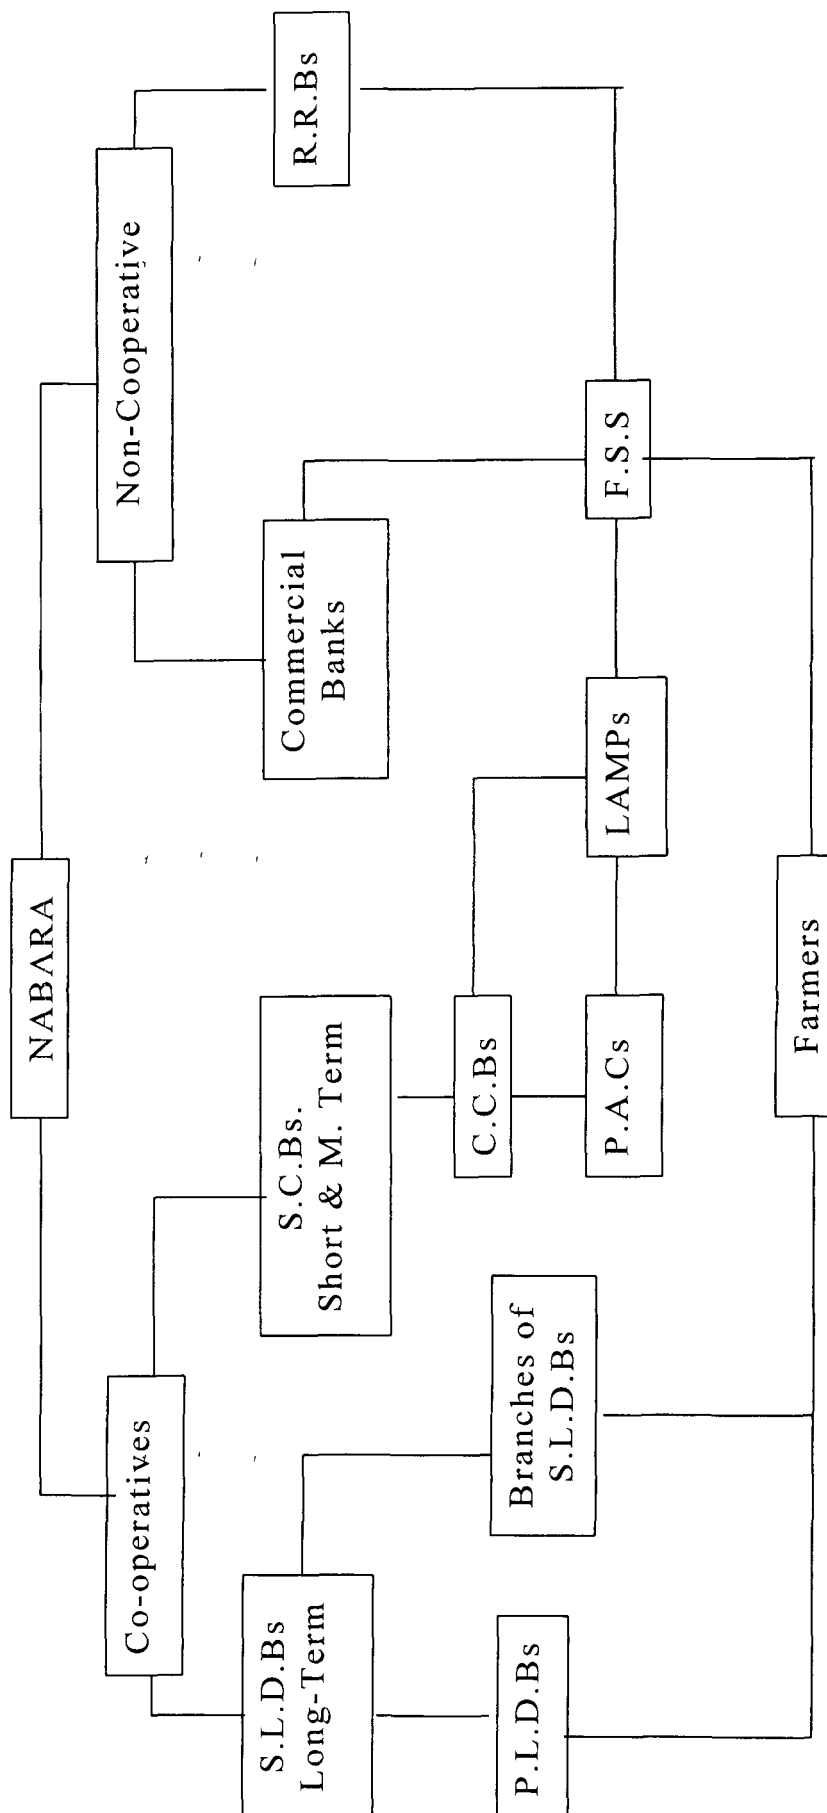 NABARA
Co-operatives
Non-Cooperative
S.L.D.Bs
Long-Term
S.C.Bs.
Short & M. Term
Commercial
Banks
R.R.Bs
C.C.Bs
P.L.D.Bs
Branches of
S.L.D.Bs
P.A.Cs
LAMPs
F.S.S
Farmers